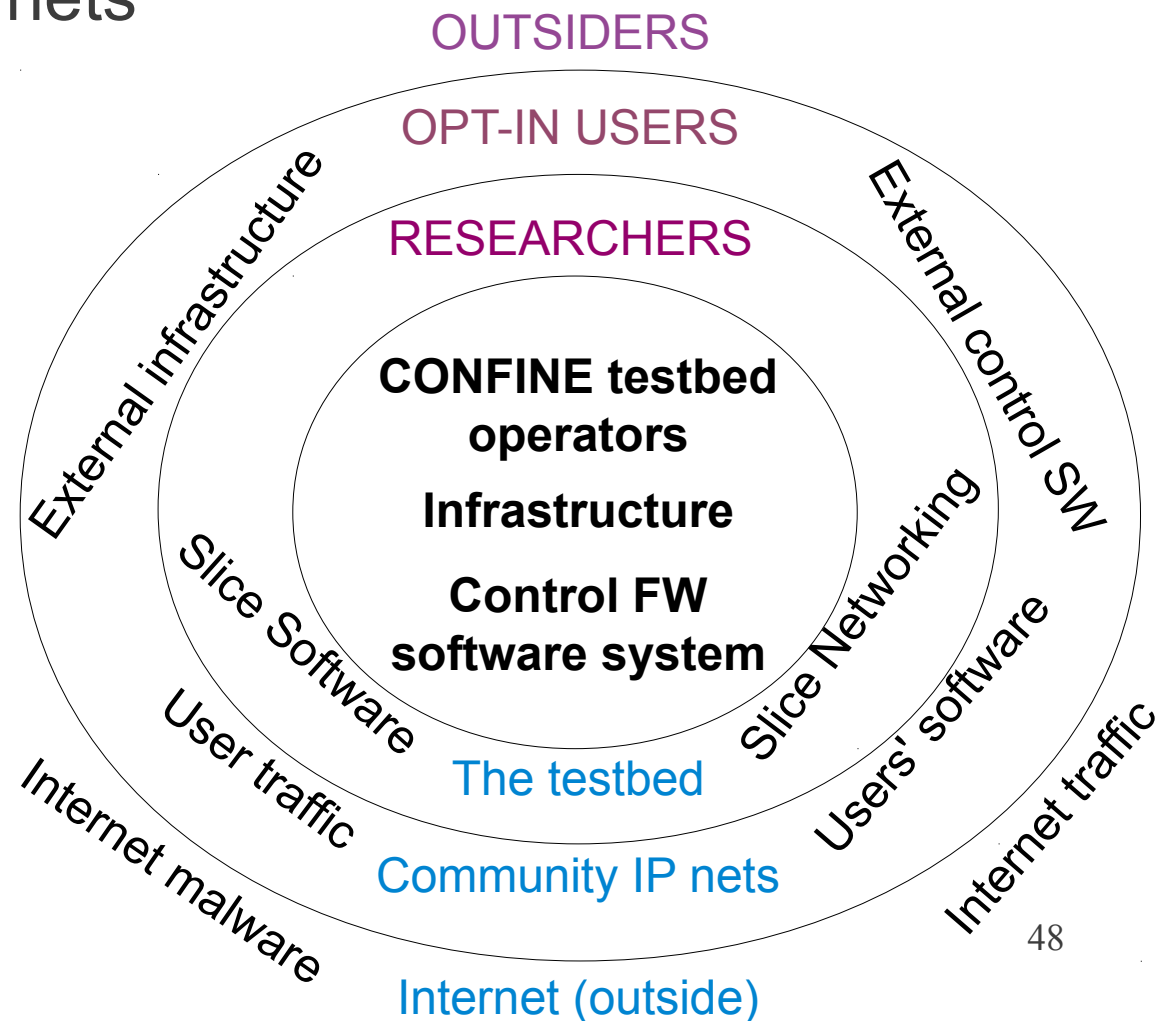 nets
OUTSIDERS
OPT-IN USERS
External infrastructure
External control SW
RESEARCHERS
CONFINE testbed
operators
Infrastructure
Control FW
software system
Slice Software
Slice Networking
User traffic
Users' software
The testbed
Internet malware
Internet traffic
Community IP nets
48
Internet (outside)